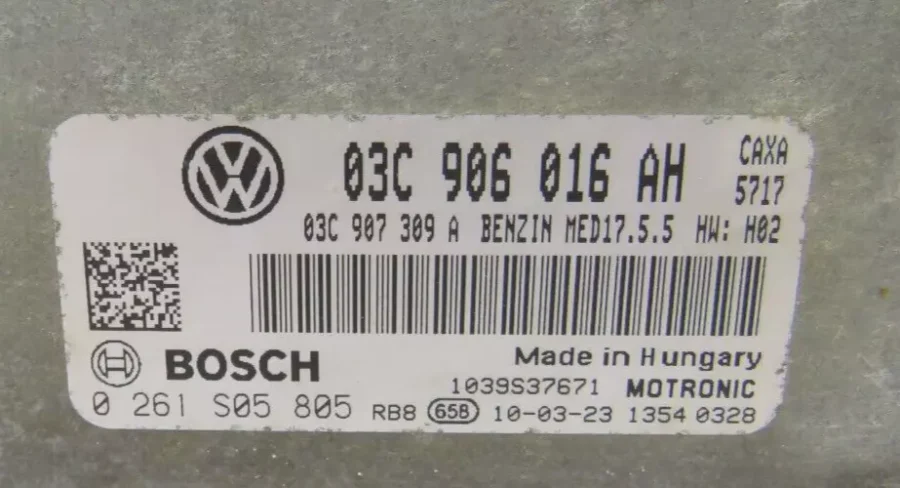 03C 906 016 AH CAXA
5717
03C 907 309 A BENZIN MED17.5.5 HW: H02
BOSCH Made in Hungary
1039S37671 MOTRONIC
0 261 S05 805 RB8 658 10-03-23 1354 0328